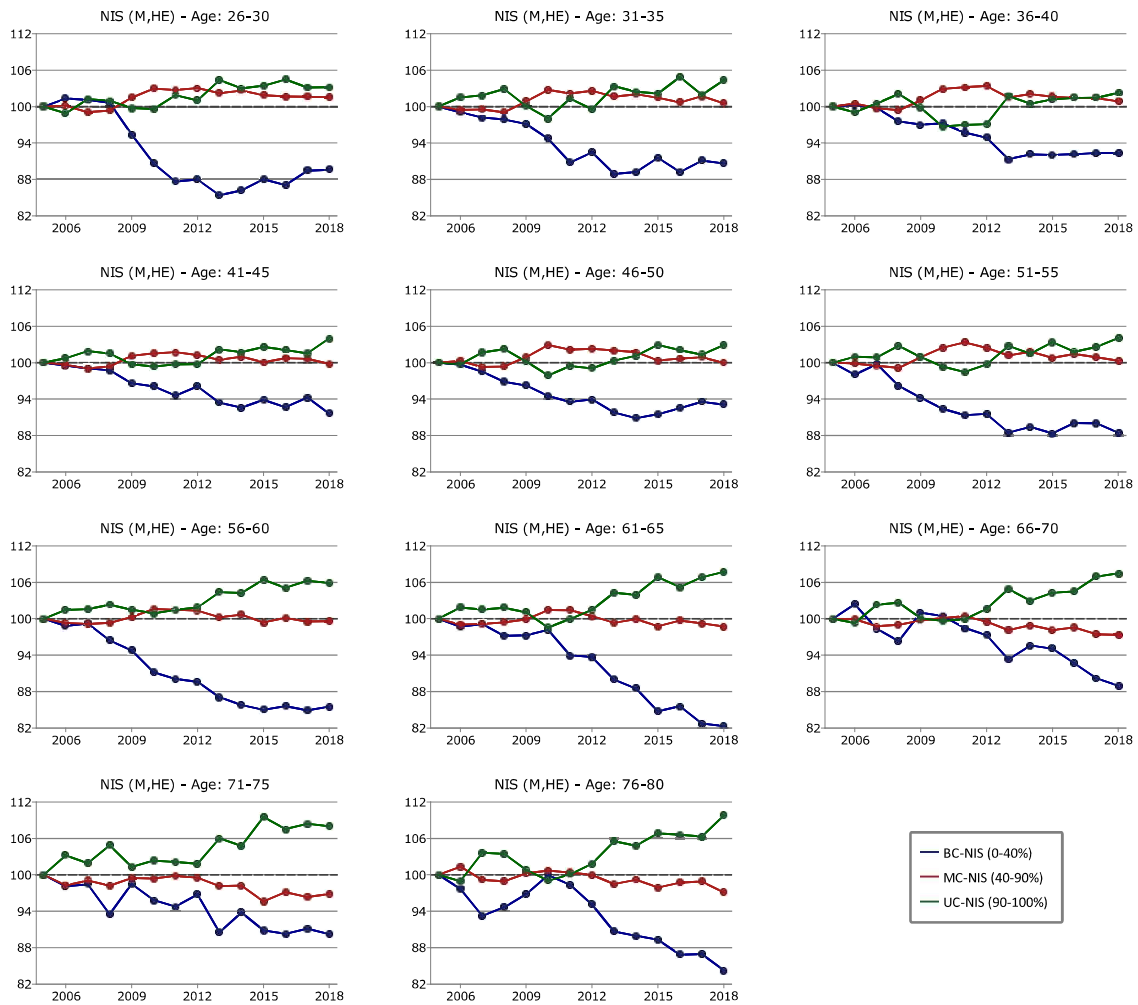 NIS (M,HE) - Age: 26-30
112
106
100
94
88
82
2006 2009 2012 2015 2018
NIS (M,HE) - Age: 31-35
112
106
100
94
88
82
2006 2009 2012 2015 2018
NIS (M,HE) - Age: 36-40
112
106
100
94
88
82
2006 2009 2012 2015 2018
NIS (M,HE) - Age: 41-45
112
106
100
94
88
82
2006 2009 2012 2015 2018
NIS (M,HE) - Age: 46-50
112
106
100
94
88
82
2006 2009 2012 2015 2018
NIS (M,HE) - Age: 51-55
112
106
100
94
88
82
2006 2009 2012 2015 2018
NIS (M,HE) - Age: 56-60
112
106
100
94
88
82
2006 2009 2012 2015 2018
NIS (M,HE) - Age: 61-65
112
106
100
94
88
82
2006 2009 2012 2015 2018
NIS (M,HE) - Age: 66-70
112
106
100
94
88
82
2006 2009 2012 2015 2018
NIS (M,HE) - Age: 71-75
112
106
100
94
88
82
2006 2009 2012 2015 2018
NIS (M,HE) - Age: 76-80
112
106
100
94
88
82
2006 2009 2012 2015 2018
BC-NIS (0-40%)
MC-NIS (40-90%)
UC-NIS (90-100%)